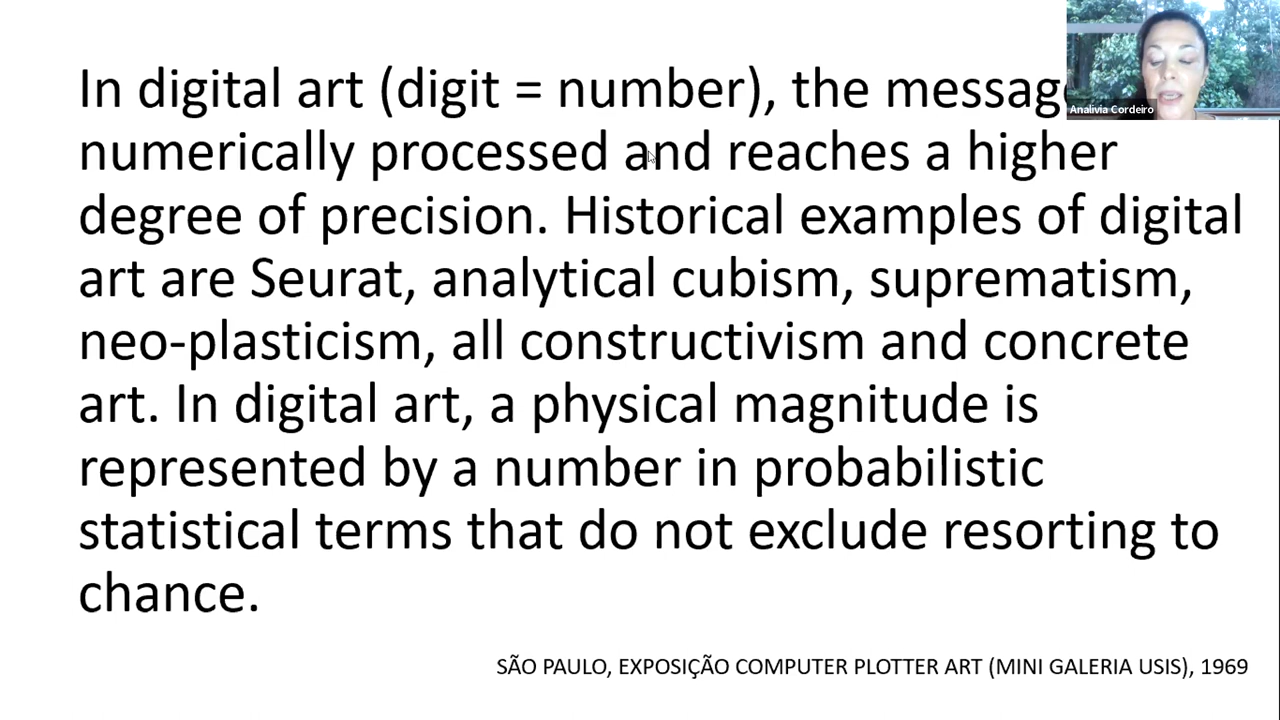 In digital art (digit = number), the messag
numerically processed and reaches a higher
degree of precision. Historical examples of digital
art are Seurat, analytical cubism, suprematism,
neo-plasticism, all constructivism and concrete
art. In digital art, a physical magnitude is
represented by a number in probabilistic
statistical terms that do not exclude resorting to
chance.
SÃO PAULO, EXPOSIÇÃO COMPUTER PLOTTER ART (MINI GALERIA USIS), 1969
Analivia Cordeiro